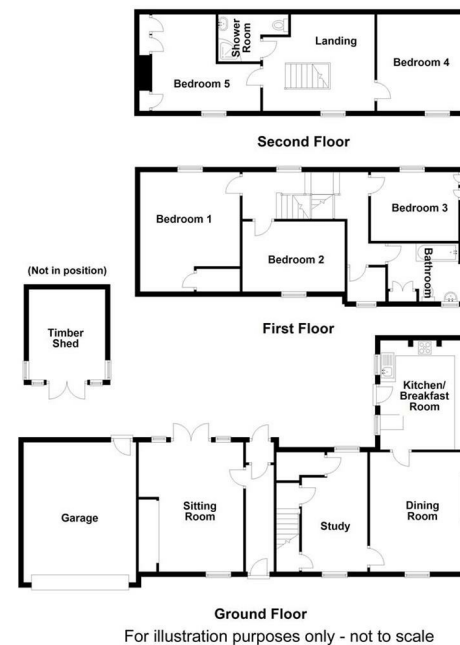 Shower
Room
Landing
Bedroom 4
Bedroom 5
Second Floor
Bedroom 1
Bedroom 3
Bedroom 2
Bathroom
First Floor
(Not in position)
Timber
Shed
Kitchen/
Breakfast
Room
Garage
Sitting
Room
Study
Dining
Room
Ground Floor
For illustration purposes only - not to scale